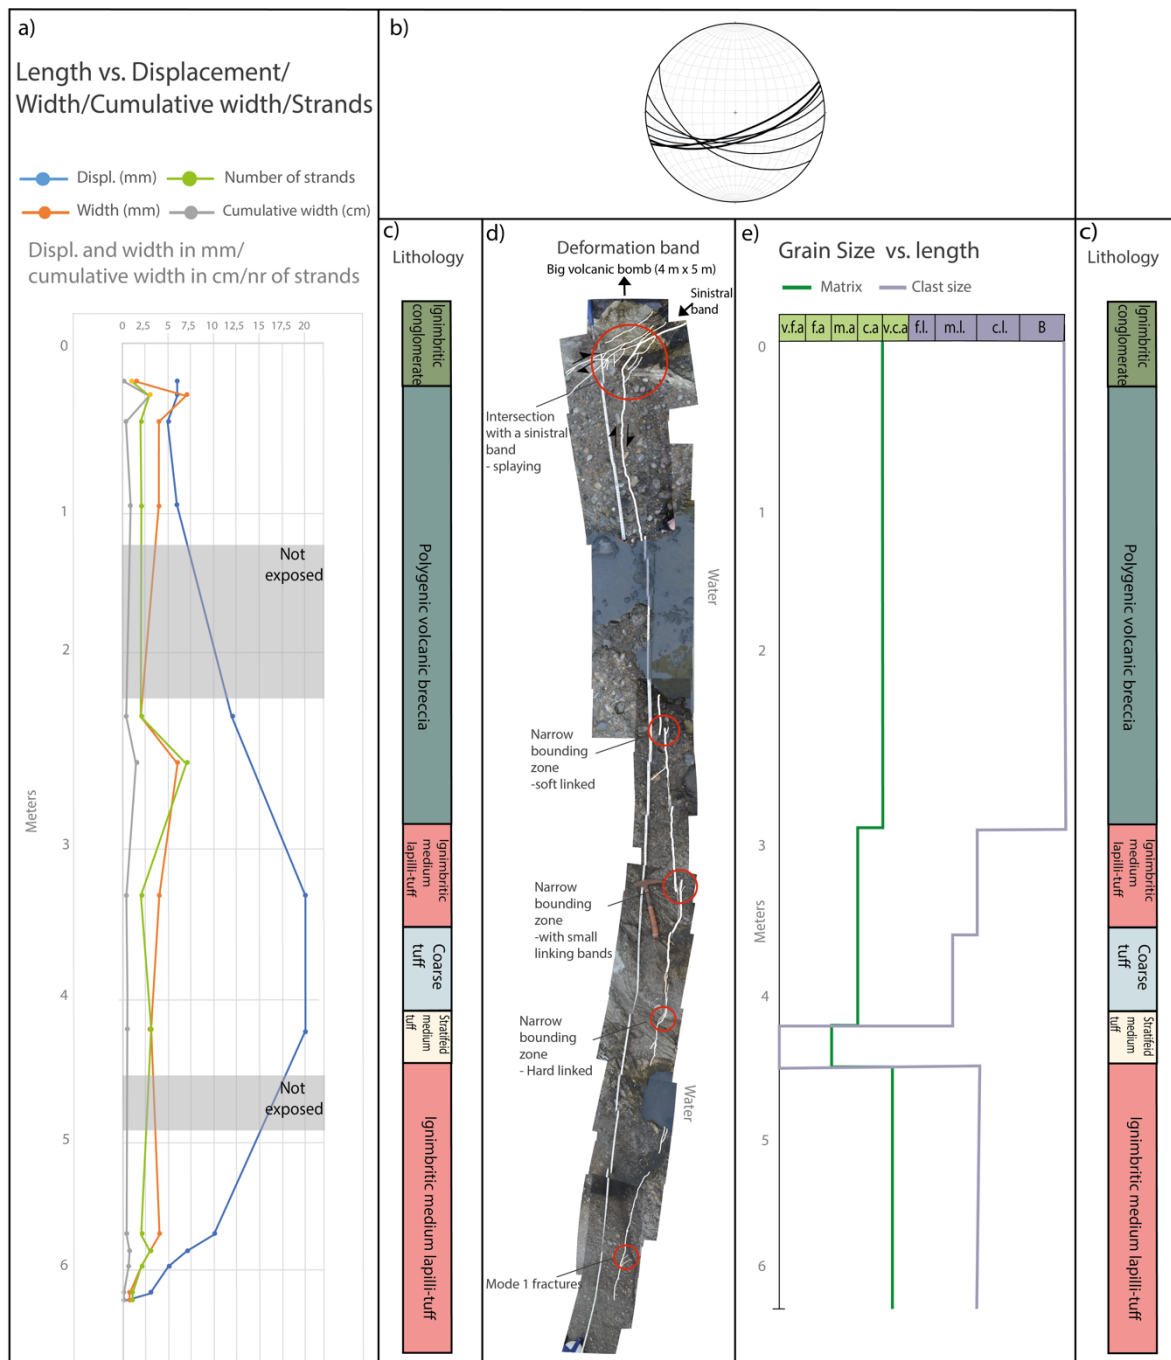 a)
Length vs. Displacement/
Width/Cumulative width/Strands
Displ. (mm)
Number of strands
Width (mm)
Cumulative width (cm)
Displ. and width in mm/
cumulative width in cm/nr of strands
0 2,5 5 7,5 10 12,5 15 17,5 20
0
1
Not
exposed
2
Meters
3
4
Not
exposed
5
6
b)
c)
Lithology
Ignimbritic
conglomerate
Polygenic volcanic breccia
Ignimbritic
medium
lapilli-tuff
Coarse
tuff
Stratifeid
medium
tuff
Ignimbritic medium lapilli-tuff
d)
Deformation band
Big volcanic bomb (4 m x 5 m)
Sinistral
band
Intersection
with a sinistral
band
- splaying
Water
Narrow
bounding
zone
-soft linked
Narrow
bounding
zone
-with small
linking bands
Narrow
bounding
zone
- Hard linked
Water
Mode 1 fractures
e)
Grain Size vs. length
Matrix
Clast size
v.f.a f.a m.a c.a v.c.a f.l. m.l. c.l. B
0
1
2
3
Meters
4
5
6
c)
Lithology
Ignimbritic
conglomerate
Polygenic volcanic breccia
Ignimbritic
medium
lapilli-tuff
Coarse
tuff
Stratifeid
medium
tuff
Ignimbritic medium lapilli-tuff